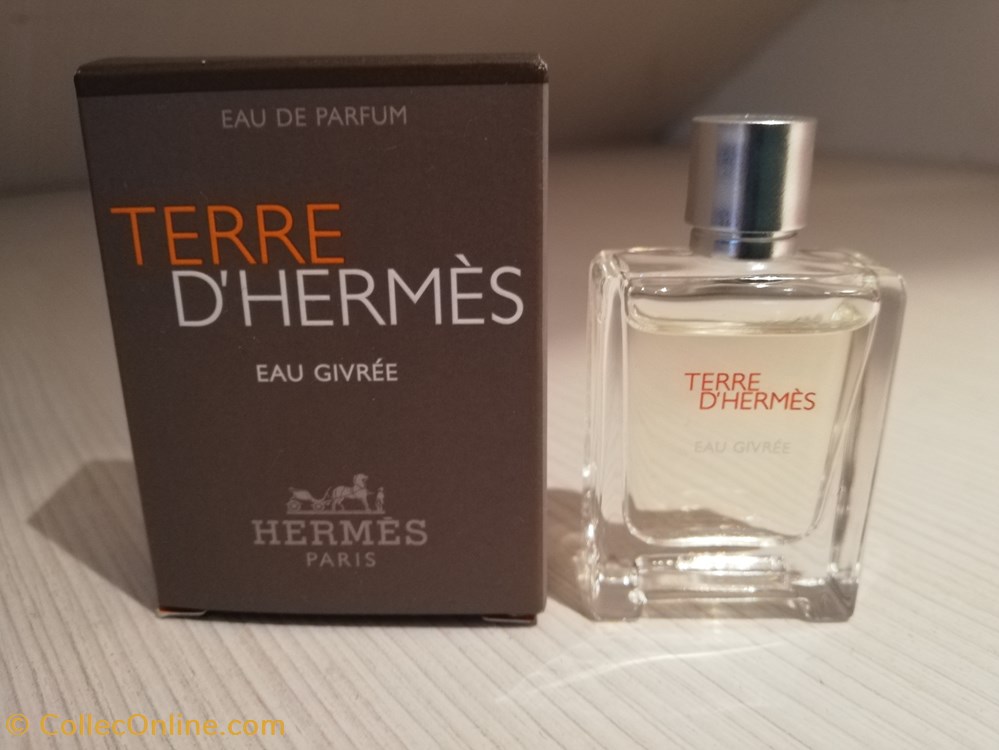 EAU DE PARFUM
TERRE
D'HERMÈS
EAU GIVRÉE
HERMÈS
PARIS
TERRE
D'HERMÈS
EAU GIVRÉE
© CollecOnline.com